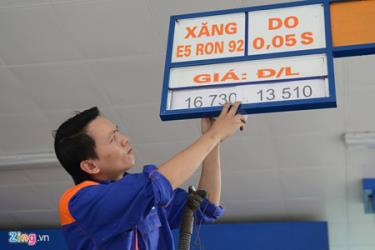 XĂNG
E5 RON 92
DO
0,05 S
GIÁ: Đ/L
16 730 13 510
Zing.vn